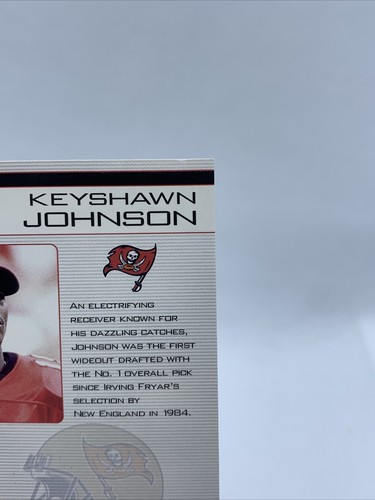 KEYSHAWN
JOHNSON
AN ELECTRIFYING
RECEIVER KNOWN FOR
HIS DAZZLING CATCHES,
JOHNSON WAS THE FIRST
WIDEOUT DRAFTED WITH
THE NO. 1 OVERALL PICK
SINCE IRVING FRYAR'S
SELECTION BY
NEW ENGLAND IN 1984.